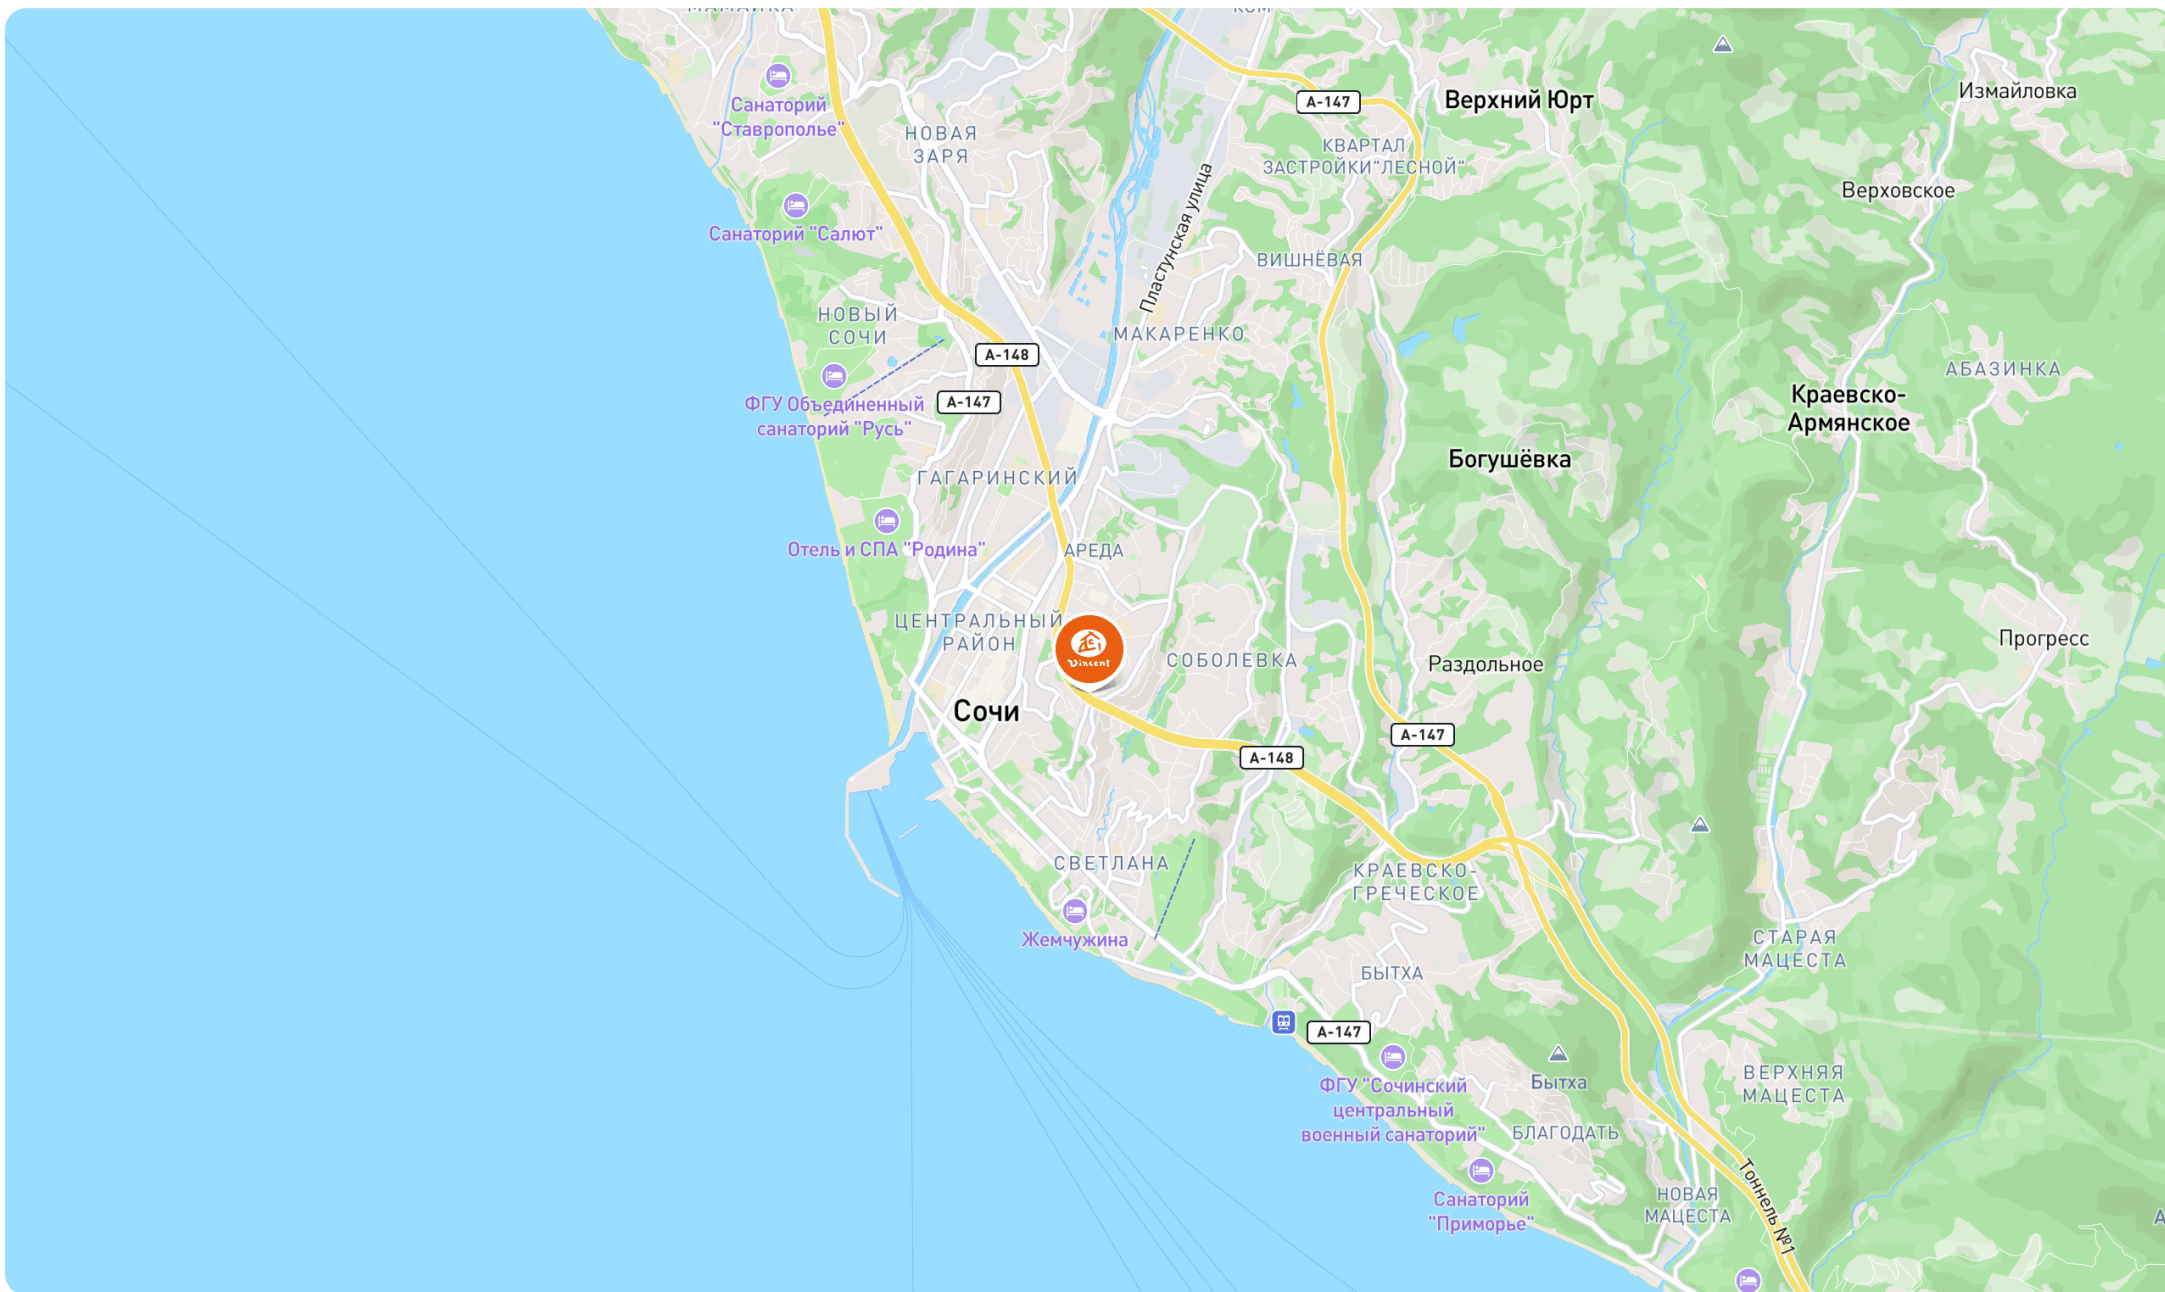 МАМАЙКА
КСМ
Санаторий
"Ставрополье"
НОВАЯ
ЗАРЯ
А-147
Верхний Юрт
КВАРТАЛ
ЗАСТРОЙКИ"ЛЕСНОЙ"
Измайловка
Верховское
Санаторий "Салют"
Пластунская улица
ВИШНЁВАЯ
НОВЫЙ
СОЧИ
МАКАРЕНКО
А-148
А-147
ФГУ Объединенный
санаторий "Русь"
АБАЗИНКА
Краевско-
Армянское
Богушёвка
ГАГАРИНСКИЙ
Отель и СПА "Родина"
АРЕДА
ЦЕНТРАЛЬНЫЙ
РАЙОН
Vincent
СОБОЛЕВКА
Раздольное
Прогресс
Сочи
А-147
А-148
СВЕТЛАНА
КРАЕВСКО-
ГРЕЧЕСКОЕ
Жемчужина
СТАРАЯ
МАЦЕСТА
БЫТХА
А-147
ФГУ "Сочинский
центральный
военный санаторий"
Бытха
ВЕРХНЯЯ
МАЦЕСТА
БЛАГОДАТЬ
Санаторий
"Приморье"
НОВАЯ
МАЦЕСТА
Тоннель №1